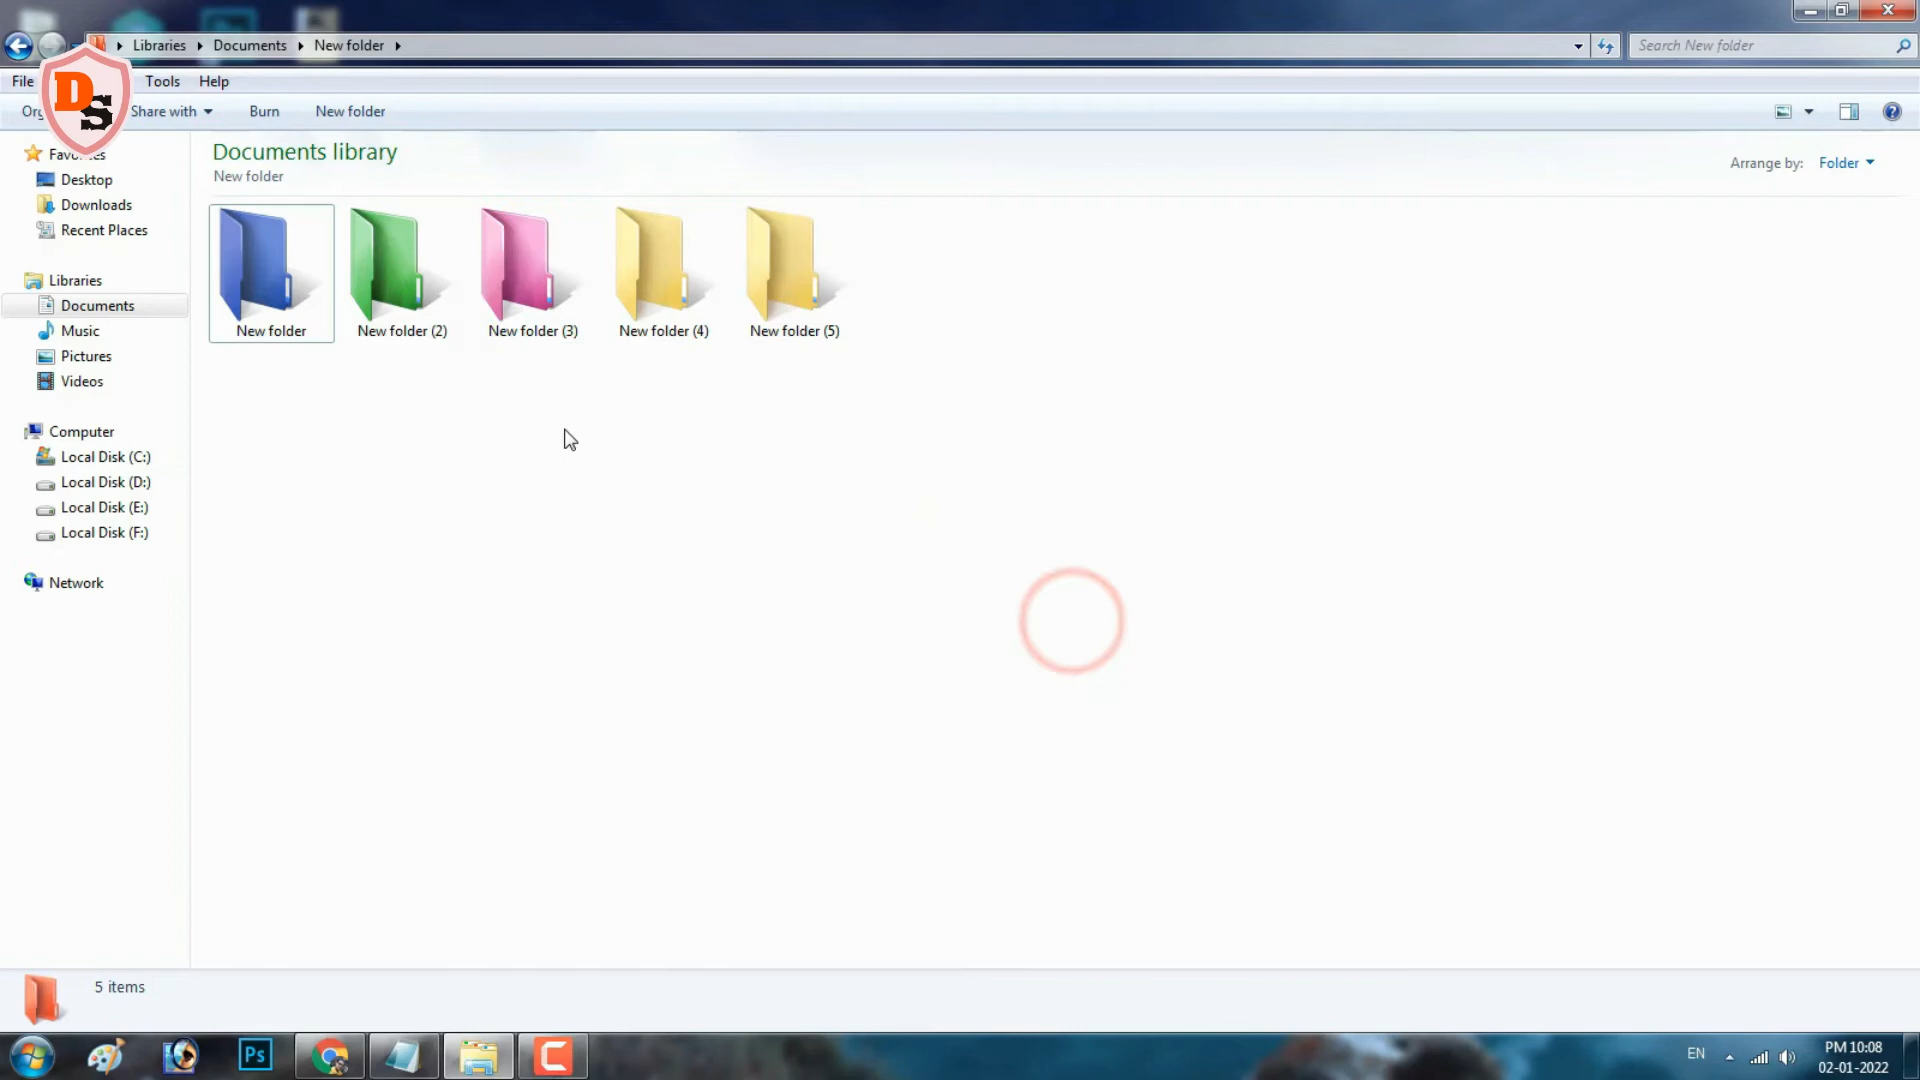 Libraries Documents New folder
Search New folder
File Tools Help
Share with Burn New folder
DS
Documents library
New folder
Arrange by: Folder
Desktop
Downloads
Recent Places
Libraries
Documents
Music
Pictures
Videos
Computer
Local Disk (C:)
Local Disk (D:)
Local Disk (E:)
Local Disk (F:)
Network
New folder
New folder (2)
New folder (3)
New folder (4)
New folder (5)
5 items
Ps
EN
PM 10:08
02-01-2022